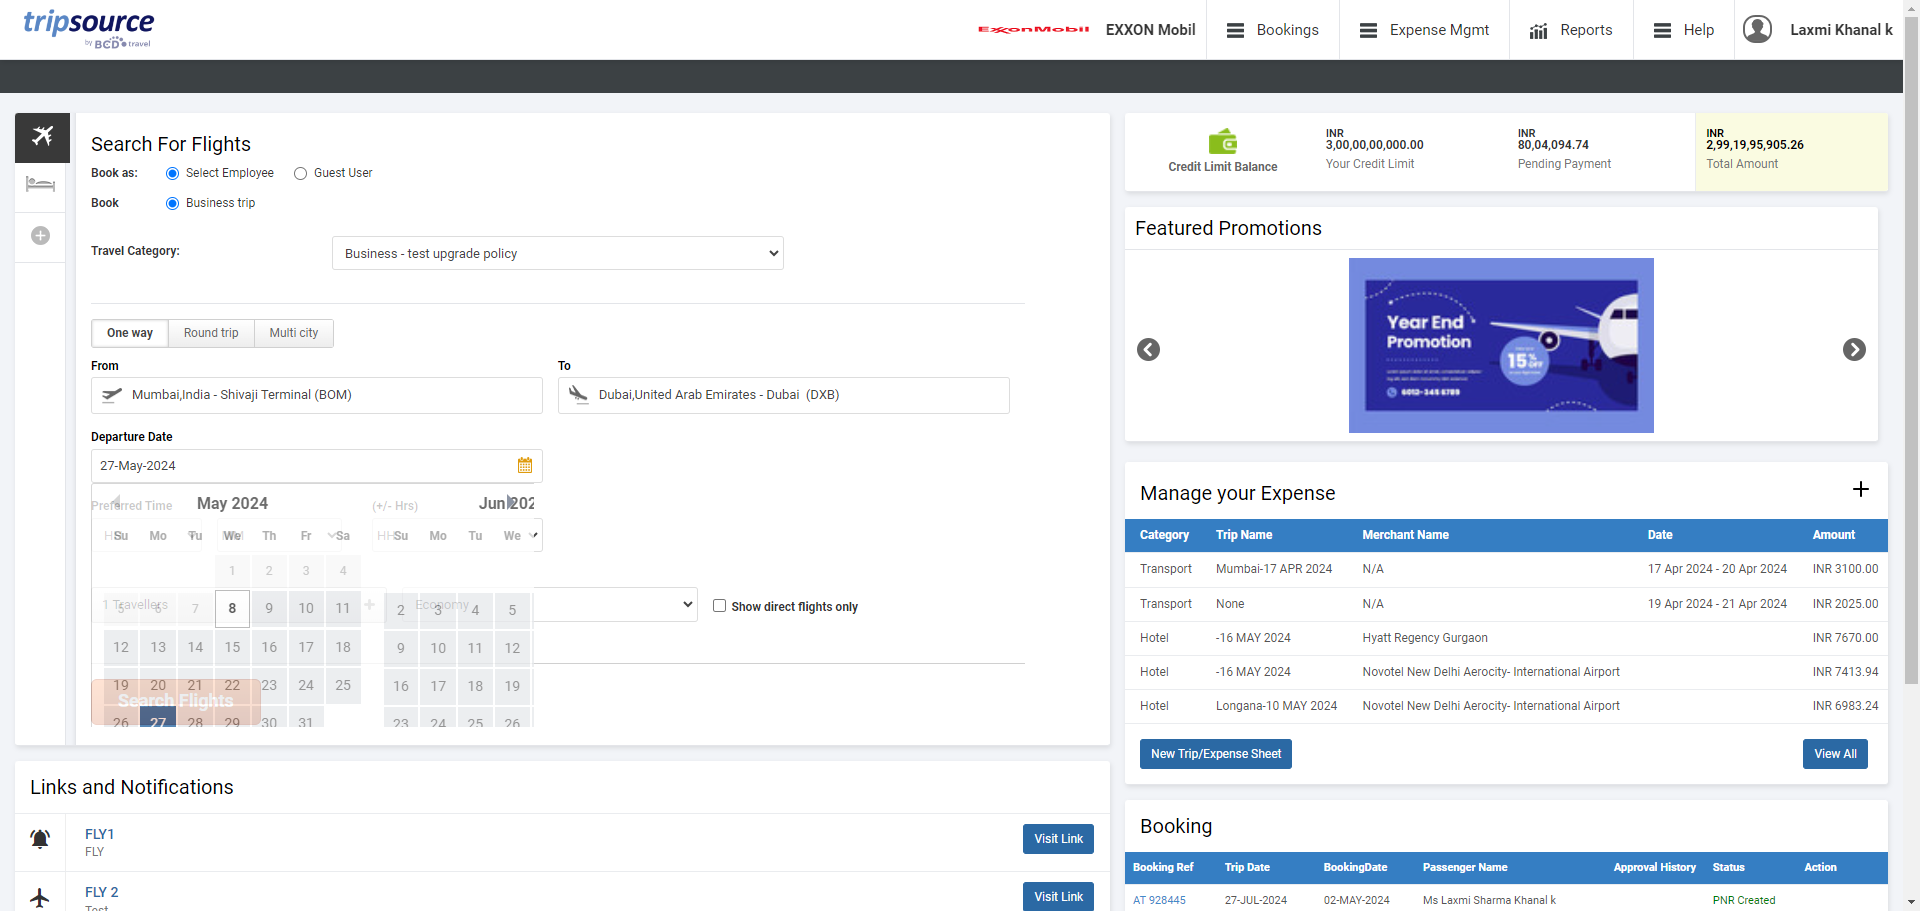 tripsource
by BCD travel
ExxonMobil
EXXON Mobil
Bookings
Expense Mgmt
Reports
Help
Laxmi Khanal k
Search For Flights
Book as:
Select Employee
Guest User
Book
Business trip
Travel Category:
Business - test upgrade policy
One way
Round trip
Multi city
From
To
Mumbai,India - Shivaji Terminal (BOM)
Dubai,United Arab Emirates - Dubai (DXB)
Departure Date
27-May-2024
Preferred Time
(+/- Hrs)
May 2024
Jun 202
Su Mo Tu We Th Fr Sa
Su Mo Tu We
1 2 3 4
5 6 7 8 9 10 11
2 3 4 5
12 13 14 15 16 17 18
9 10 11 12
19 20 21 22 23 24 25
16 17 18 19
26 27 28 29 30 31
23 24 25 26
1 Travellers
Economy
Show direct flights only
Search Flights
Links and Notifications
FLY1
FLY
Visit Link
FLY 2
Test
Visit Link
Credit Limit Balance
INR
3,00,00,00,000.00
Your Credit Limit
INR
80,04,094.74
Pending Payment
INR
2,99,19,95,905.26
Total Amount
Featured Promotions
Year End
Promotion
15%
OFF
6012-345 6789
Manage your Expense
Category Trip Name Merchant Name Date Amount
Transport Mumbai-17 APR 2024 N/A 17 Apr 2024 - 20 Apr 2024 INR 3100.00
Transport None N/A 19 Apr 2024 - 21 Apr 2024 INR 2025.00
Hotel -16 MAY 2024 Hyatt Regency Gurgaon INR 7670.00
Hotel -16 MAY 2024 Novotel New Delhi Aerocity- International Airport INR 7413.94
Hotel Longana-10 MAY 2024 Novotel New Delhi Aerocity- International Airport INR 6983.24
New Trip/Expense Sheet
View All
Booking
Booking Ref Trip Date BookingDate Passenger Name Approval History Status Action
AT 928445 27-JUL-2024 02-MAY-2024 Ms Laxmi Sharma Khanal k PNR Created